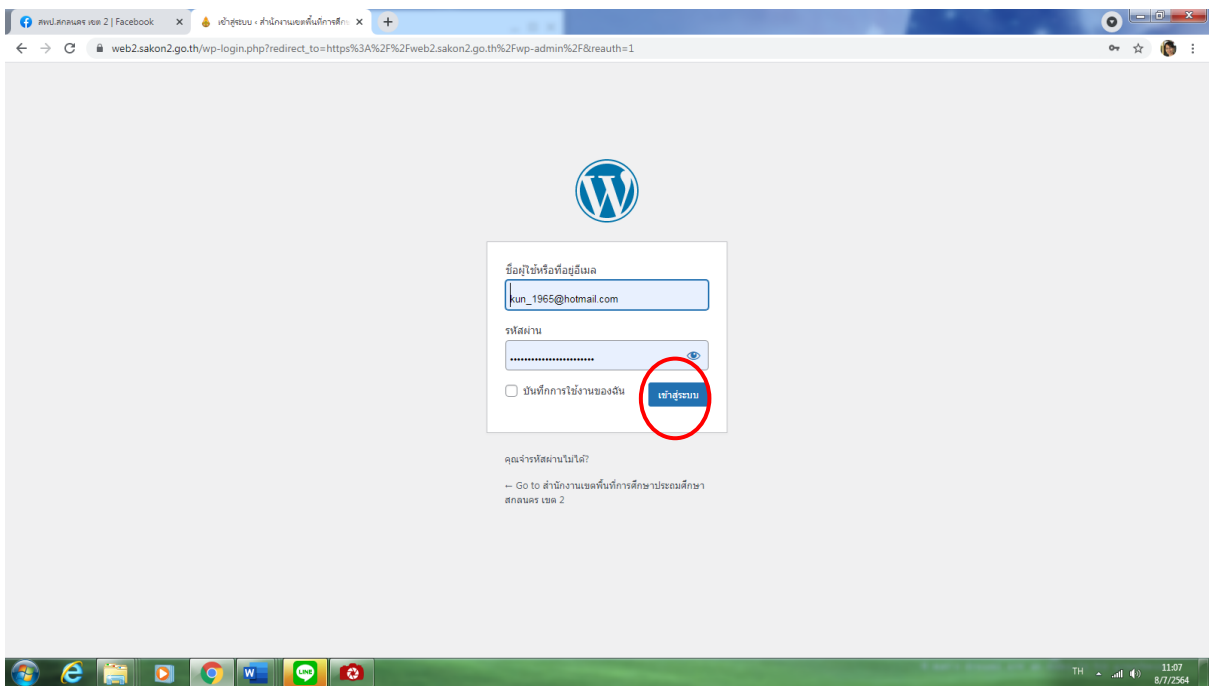 สพป.สกลนคร เขต 2 | Facebook
เข้าสู่ระบบ ‹ สำนักงานเขตพื้นที่การศึก
web2.sakon2.go.th/wp-login.php?redirect_to=https%3A%2F%2Fweb2.sakon2.go.th%2Fwp-admin%2F&reauth=1
ชื่อผู้ใช้หรือที่อยู่อีเมล
kun_1965@hotmail.com
รหัสผ่าน
บันทึกการใช้งานของฉัน
เข้าสู่ระบบ
คุณจำรหัสผ่านไม่ได้?
← Go to สำนักงานเขตพื้นที่การศึกษาประถมศึกษา
สกลนคร เขต 2
W
LINE
TH
11:07
8/7/2564